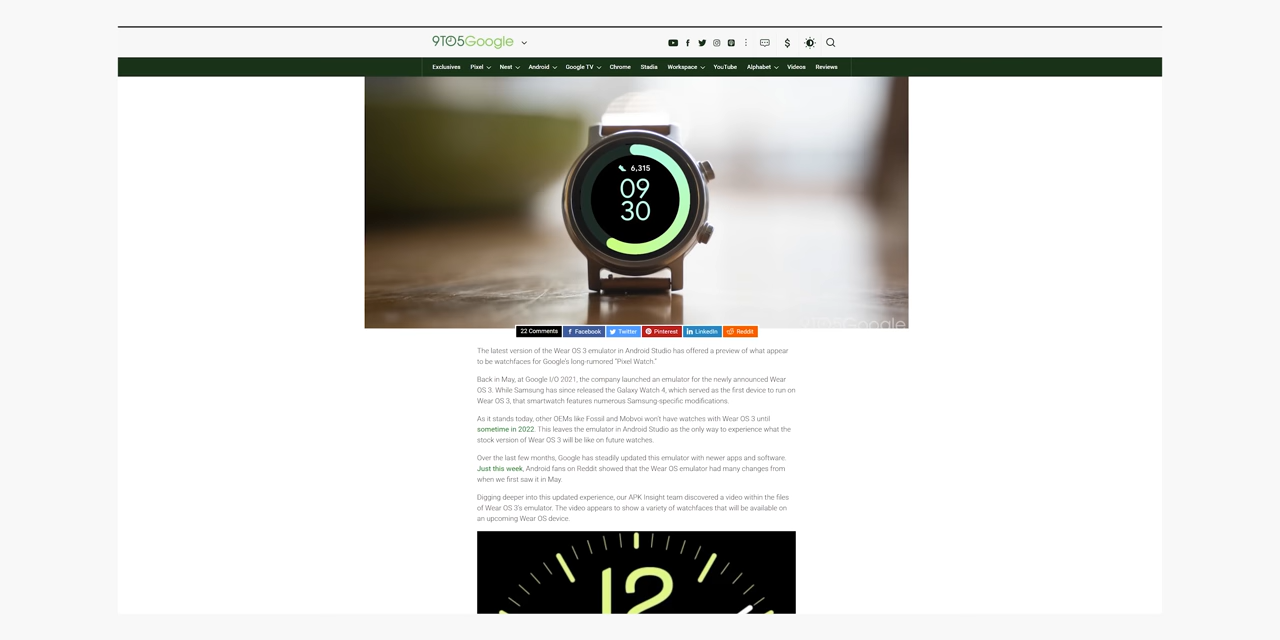 9TO5Google
Exclusives Pixel Nest Android Google TV Chrome Stadia Workspace YouTube Alphabet Videos Reviews
6,315
09
30
9TO5Google
22 Comments Facebook Twitter Pinterest LinkedIn Reddit
The latest version of the Wear OS 3 emulator in Android Studio has offered a preview of what appear
to be watchfaces for Google's long-rumored "Pixel Watch."
Back in May, at Google I/O 2021, the company launched an emulator for the newly announced Wear
OS 3. While Samsung has since released the Galaxy Watch 4, which served as the first device to run on
Wear OS 3, that smartwatch features numerous Samsung-specific modifications.
As it stands today, other OEMs like Fossil and Mobvoi won't have watches with Wear OS 3 until
sometime in 2022. This leaves the emulator in Android Studio as the only way to experience what the
stock version of Wear OS 3 will be like on future watches.
Over the last few months, Google has steadily updated this emulator with newer apps and software.
Just this week, Android fans on Reddit showed that the Wear OS emulator had many changes from
when we first saw it in May.
Digging deeper into this updated experience, our APK Insight team discovered a video within the files
of Wear OS 3's emulator. The video appears to show a variety of watchfaces that will be available on
an upcoming Wear OS device.
12